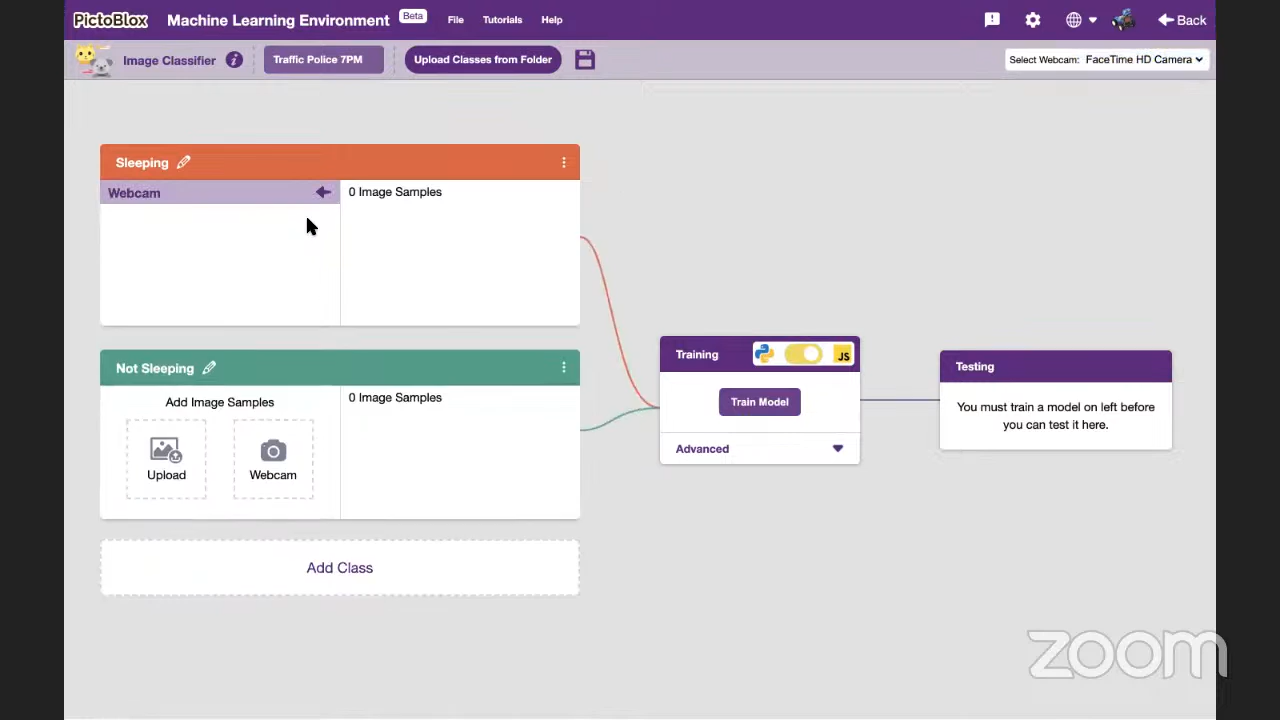 PictoBlox Machine Learning Environment Beta File Tutorials Help Back
Image Classifier i Traffic Police 7PM Upload Classes from Folder Select Webcam: FaceTime HD Camera
Sleeping
Webcam
0 Image Samples
Not Sleeping
Add Image Samples
Upload
Webcam
0 Image Samples
Add Class
Training JS
Train Model
Advanced
Testing
You must train a model on left before
you can test it here.
zoom